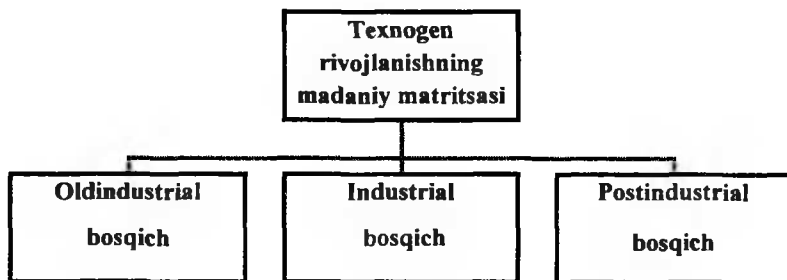 Texnogen
rivojlanishning
madaniy matritsasi
Oldindustrial
bosqich
Industrial
bosqich
Postindustrial
bosqich